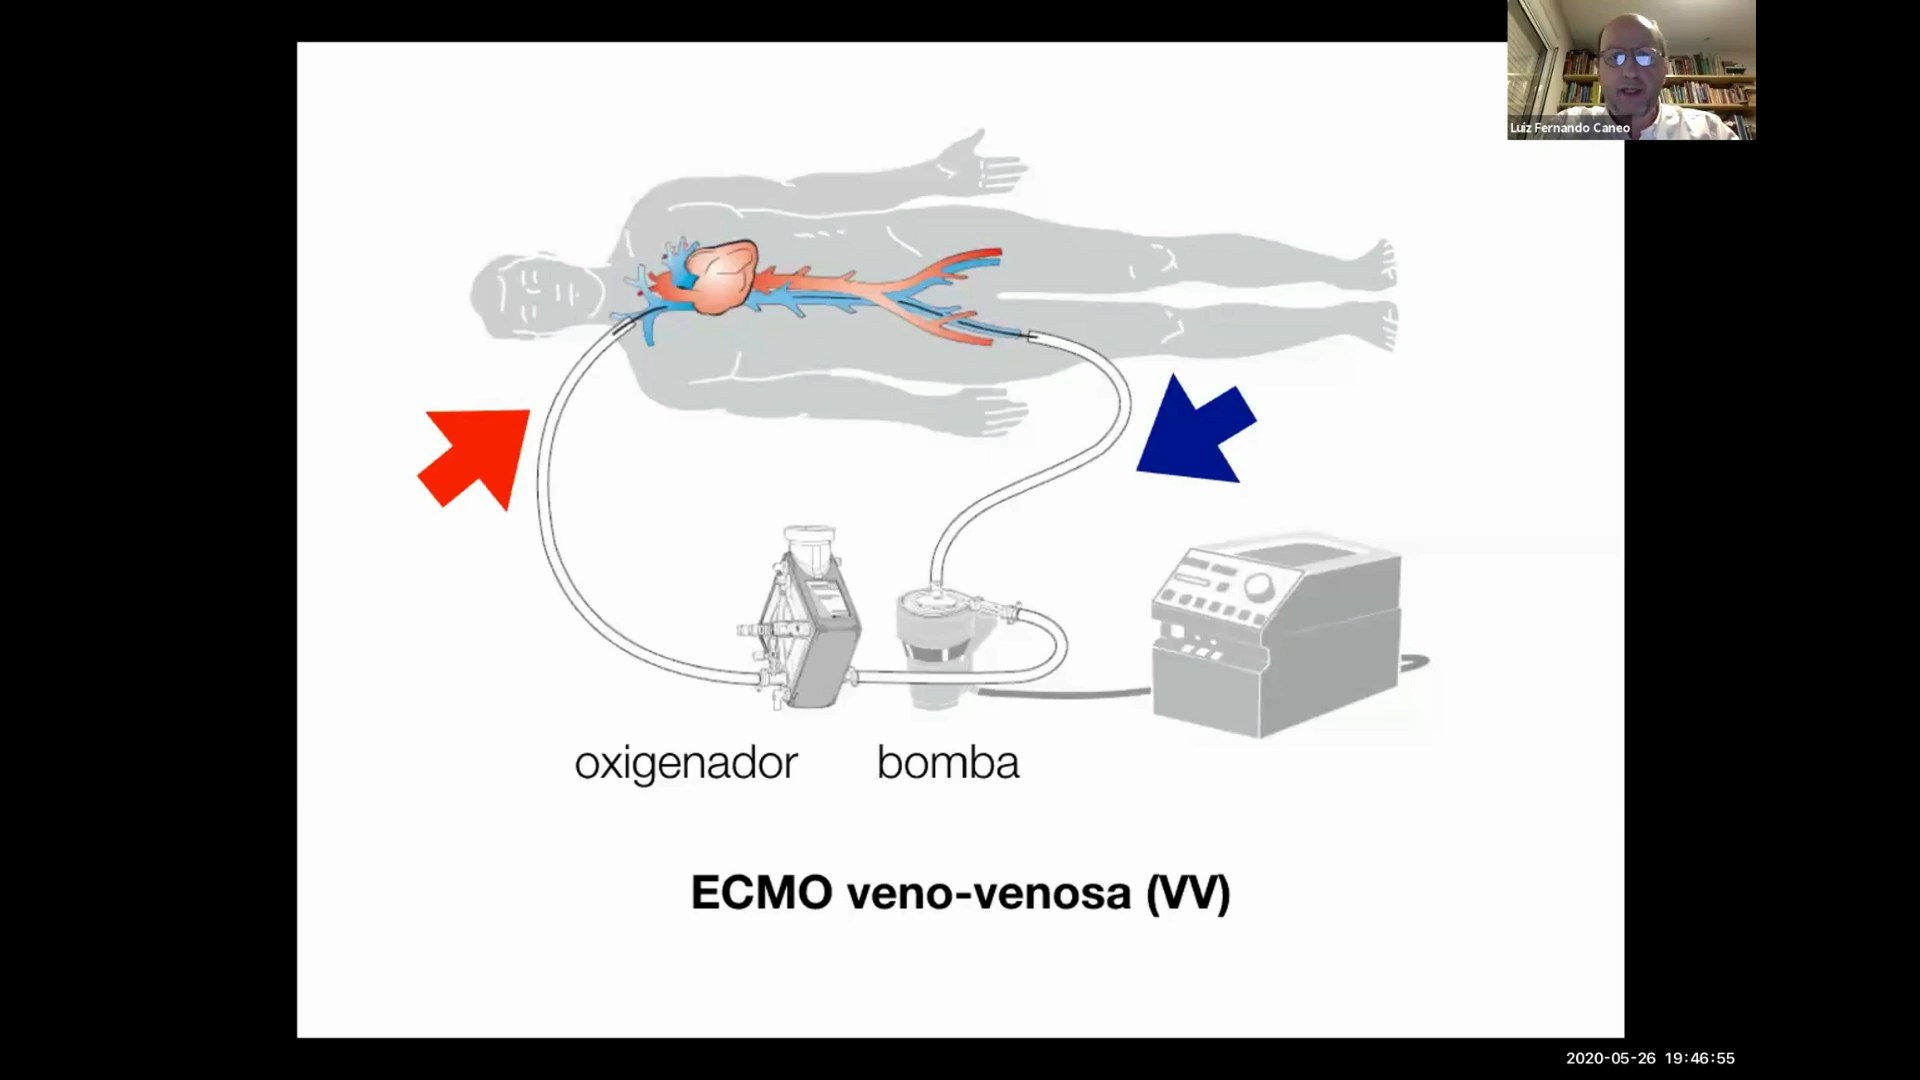 Luiz Fernando Caneo
oxigenador bomba
ECMO veno-venosa (VV)
2020-05-26 19:46:55